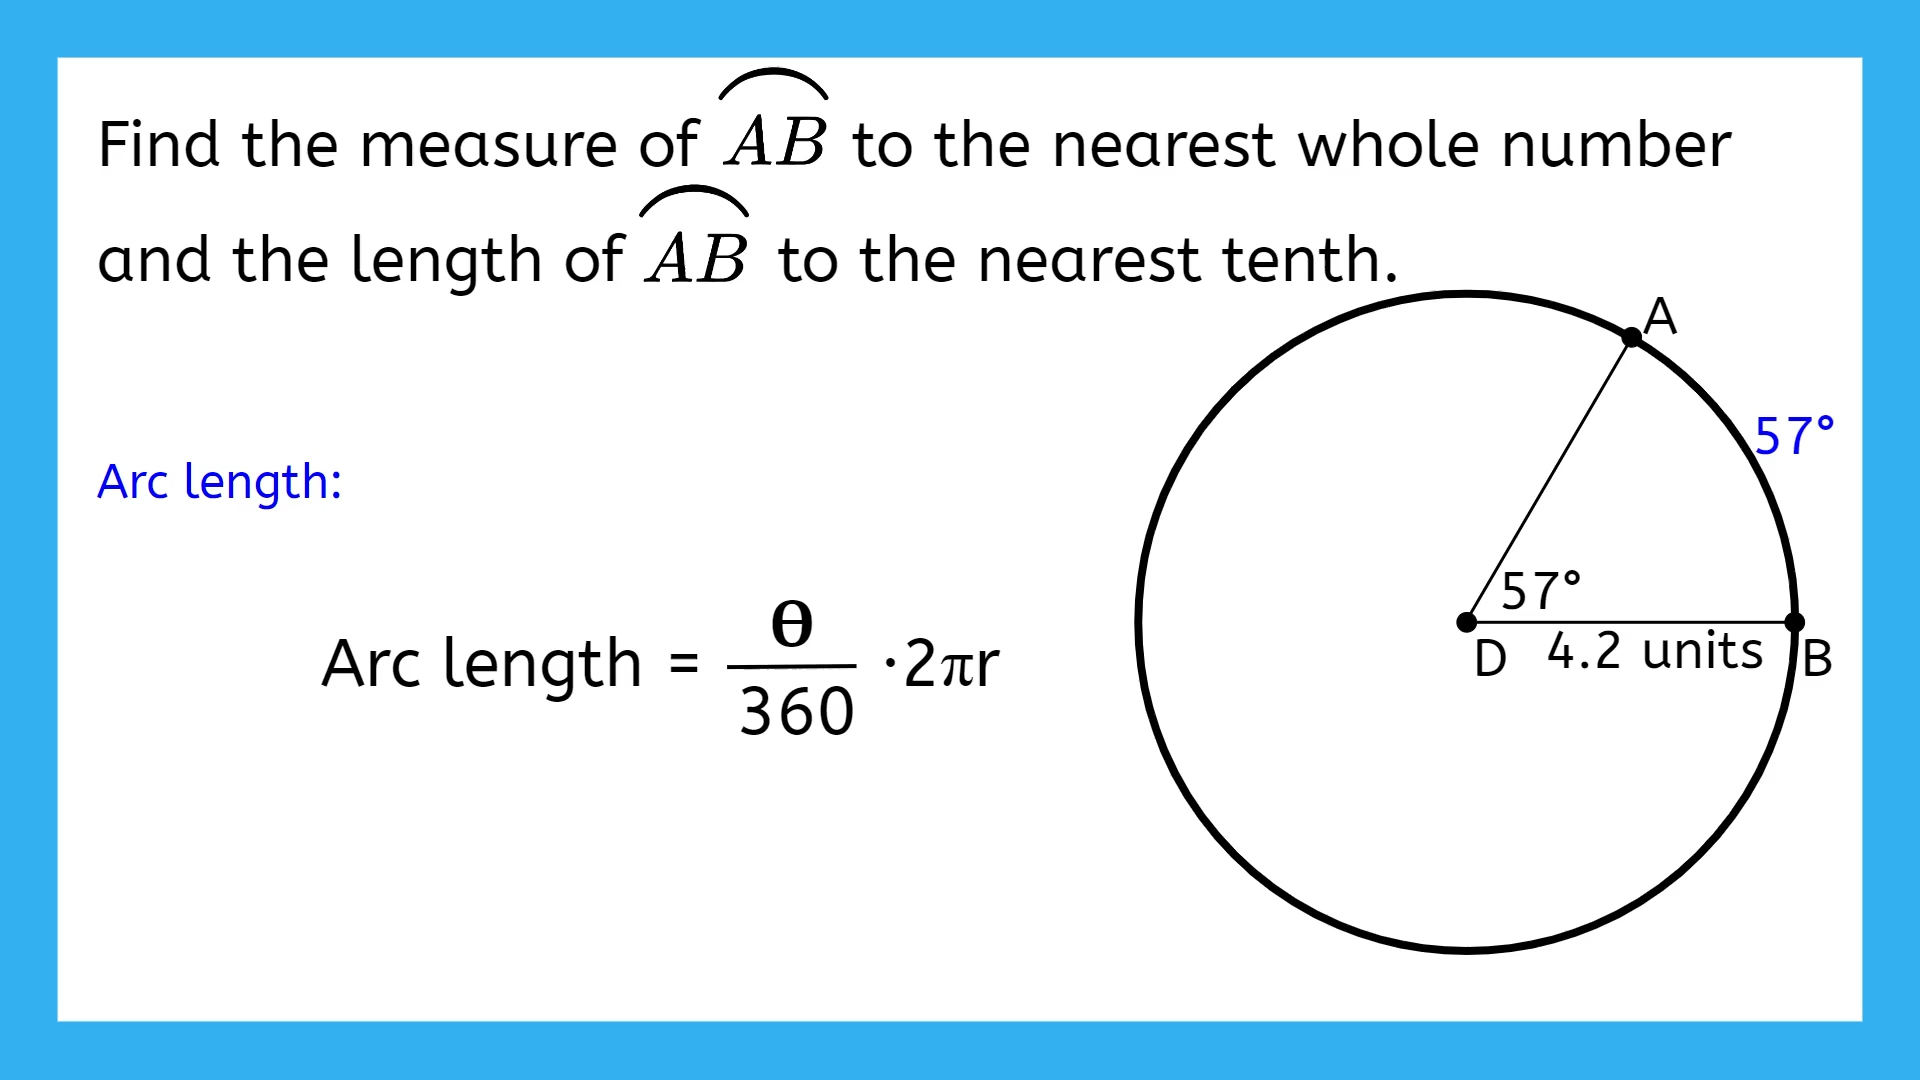 Find the measure of AB to the nearest whole number
and the length of AB to the nearest tenth.
A
57°
Arc length:
57°
Arc length = θ/360 ·2πr
D 4.2 units B